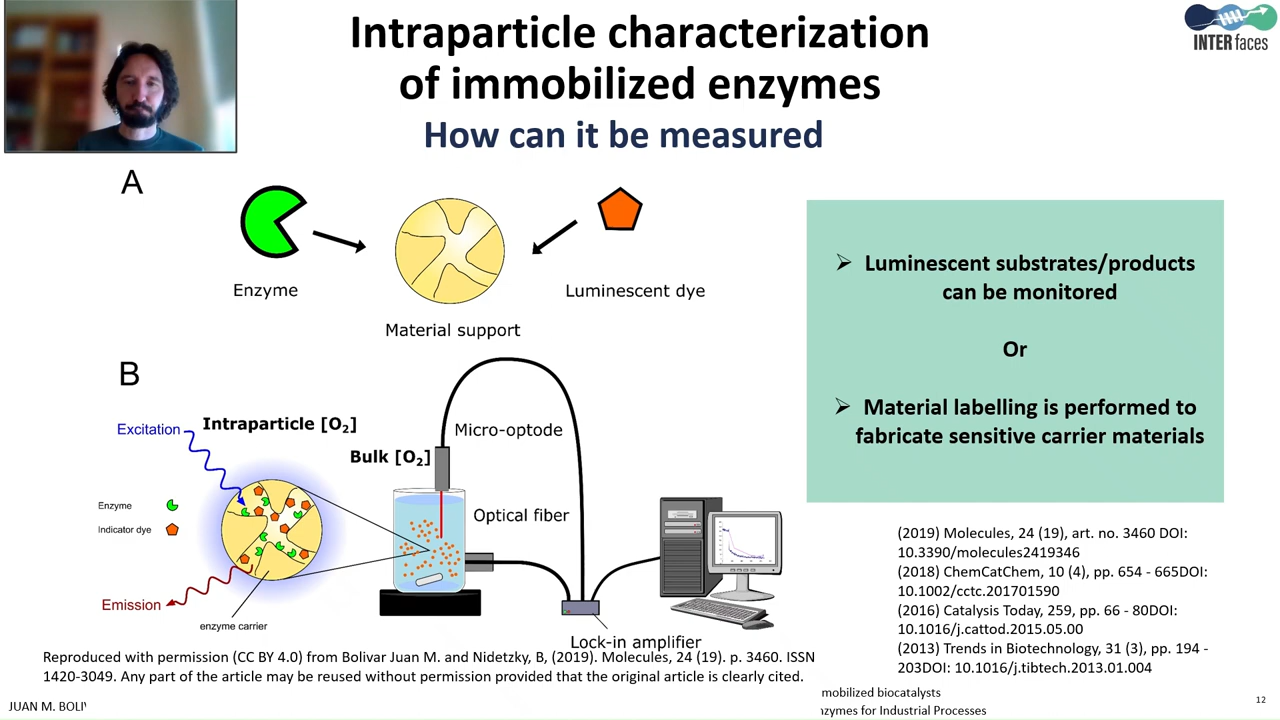 Intraparticle characterization
of immobilized enzymes
How can it be measured
INTERfaces
A
Enzyme
Material support
Luminescent dye
B
Excitation
Intraparticle [O₂]
Bulk [O₂]
Micro-optode
Optical fiber
Enzyme
Indicator dye
Emission
enzyme carrier
Lock-in amplifier
➢ Luminescent substrates/products
can be monitored
Or
➢ Material labelling is performed to
fabricate sensitive carrier materials
(2019) Molecules, 24 (19), art. no. 3460 DOI:
10.3390/molecules2419346
(2018) ChemCatChem, 10 (4), pp. 654 - 665DOI:
10.1002/cctc.201701590
(2016) Catalysis Today, 259, pp. 66 - 80DOI:
10.1016/j.cattod.2015.05.00
(2013) Trends in Biotechnology, 31 (3), pp. 194 -
203DOI: 10.1016/j.tibtech.2013.01.004
Reproduced with permission (CC BY 4.0) from Bolivar Juan M. and Nidetzky, B, (2019). Molecules, 24 (19). p. 3460. ISSN
1420-3049. Any part of the article may be reused without permission provided that the original article is clearly cited.
JUAN M. BOLI
mobilized biocatalysts
nzymes for Industrial Processes
12